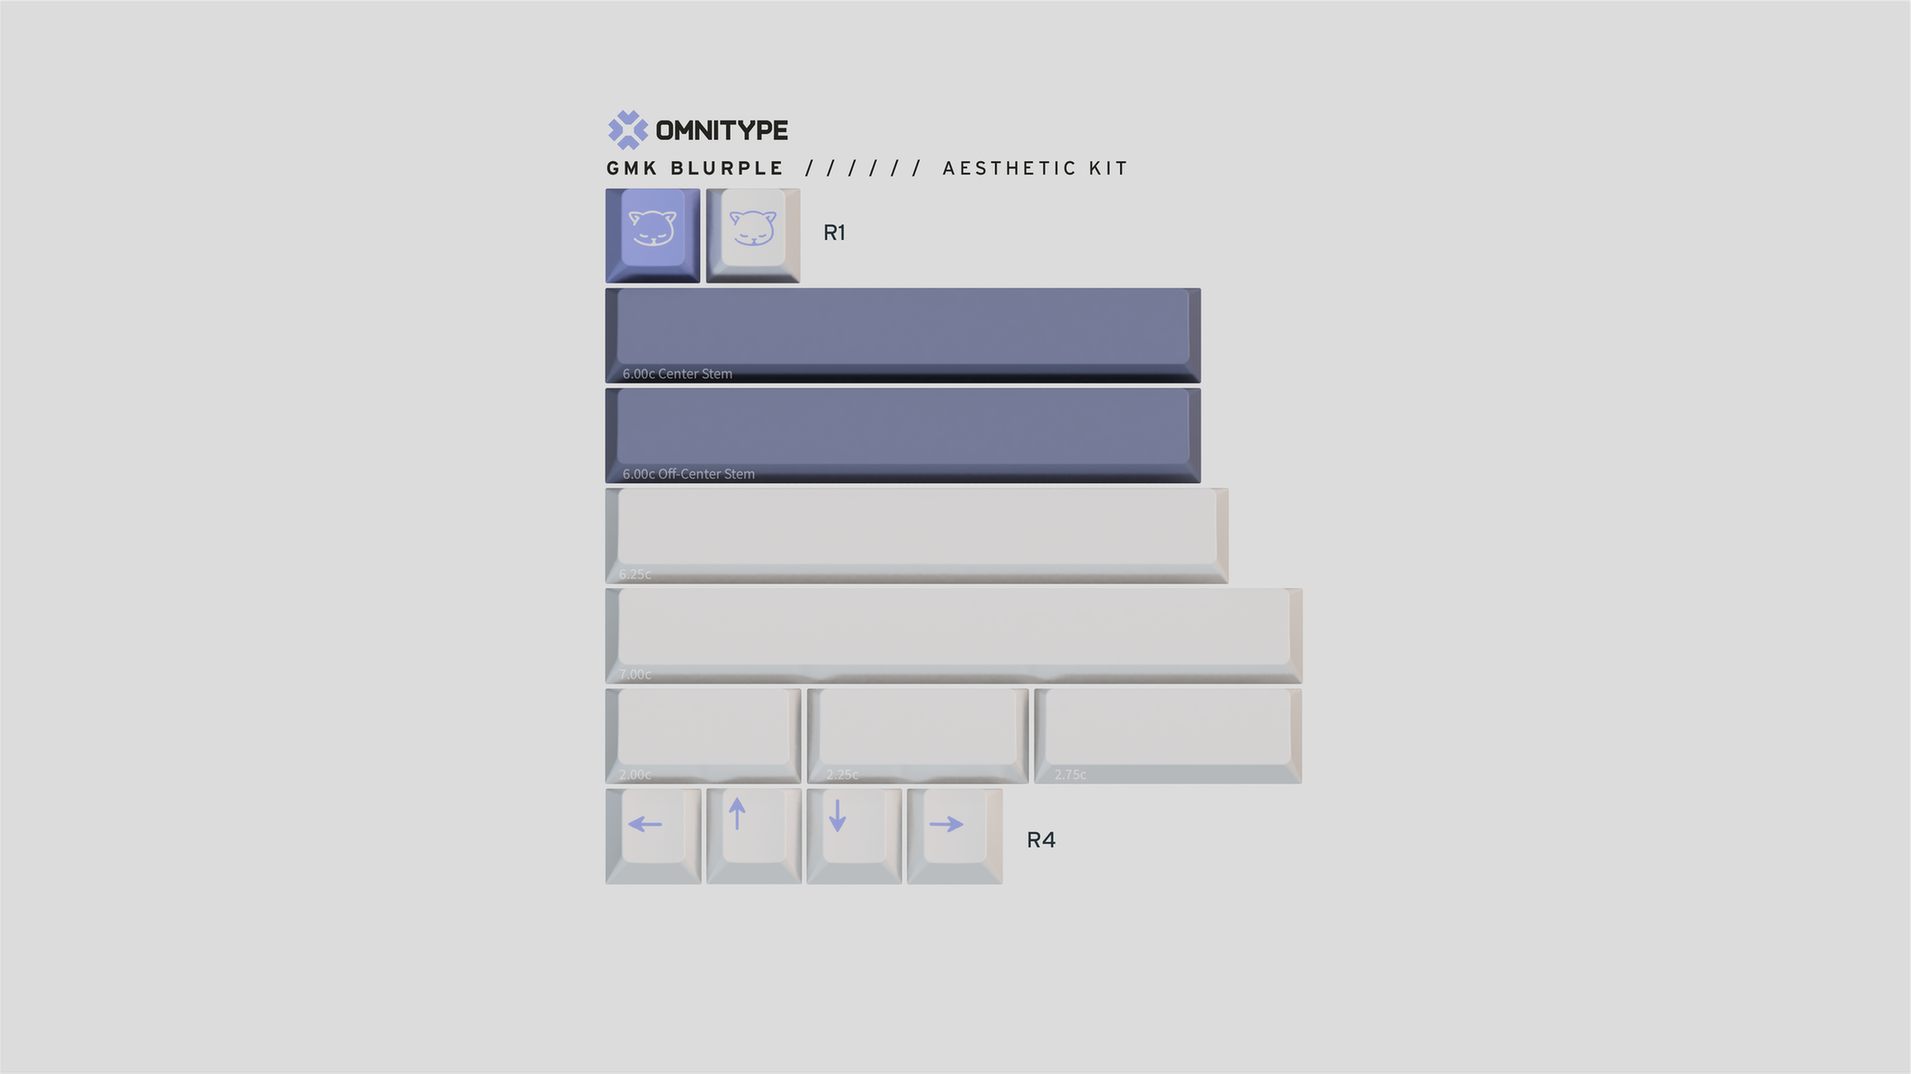 OMNITYPE
GMK BLURPLE ////// AESTHETIC KIT
R1
6.00c Center Stem
6.00c Off-Center Stem
6.25c
7.00c
2.00c 2.25c 2.75c
← ↑ ↓ →
R4